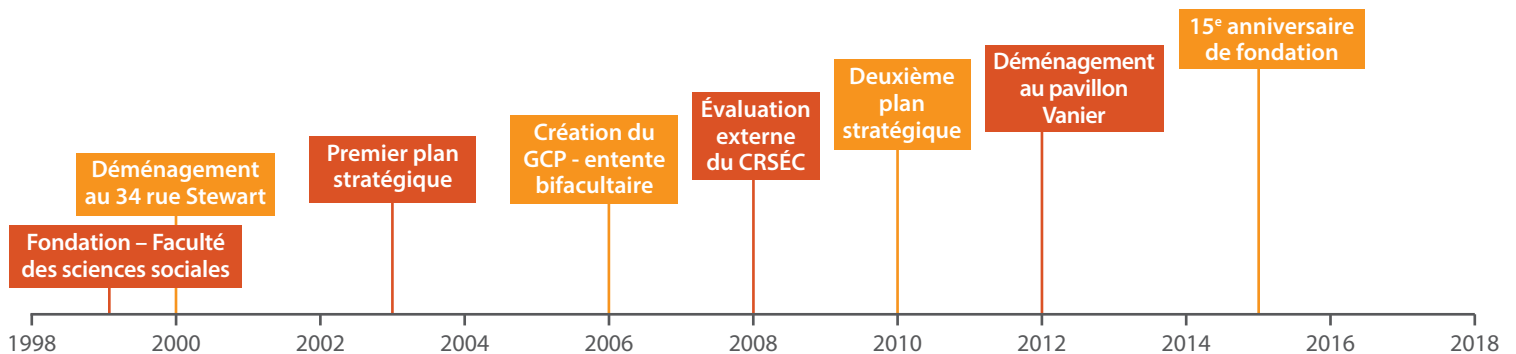 15e anniversaire
de fondation
Déménagement
au pavillon
Vanier
Deuxième
plan
stratégique
Évaluation
externe
du CRSÉC
Création du
GCP - entente
bifacultaire
Premier plan
stratégique
Déménagement
au 34 rue Stewart
Fondation – Faculté
des sciences sociales
1998 2000 2002 2004 2006 2008 2010 2012 2014 2016 2018